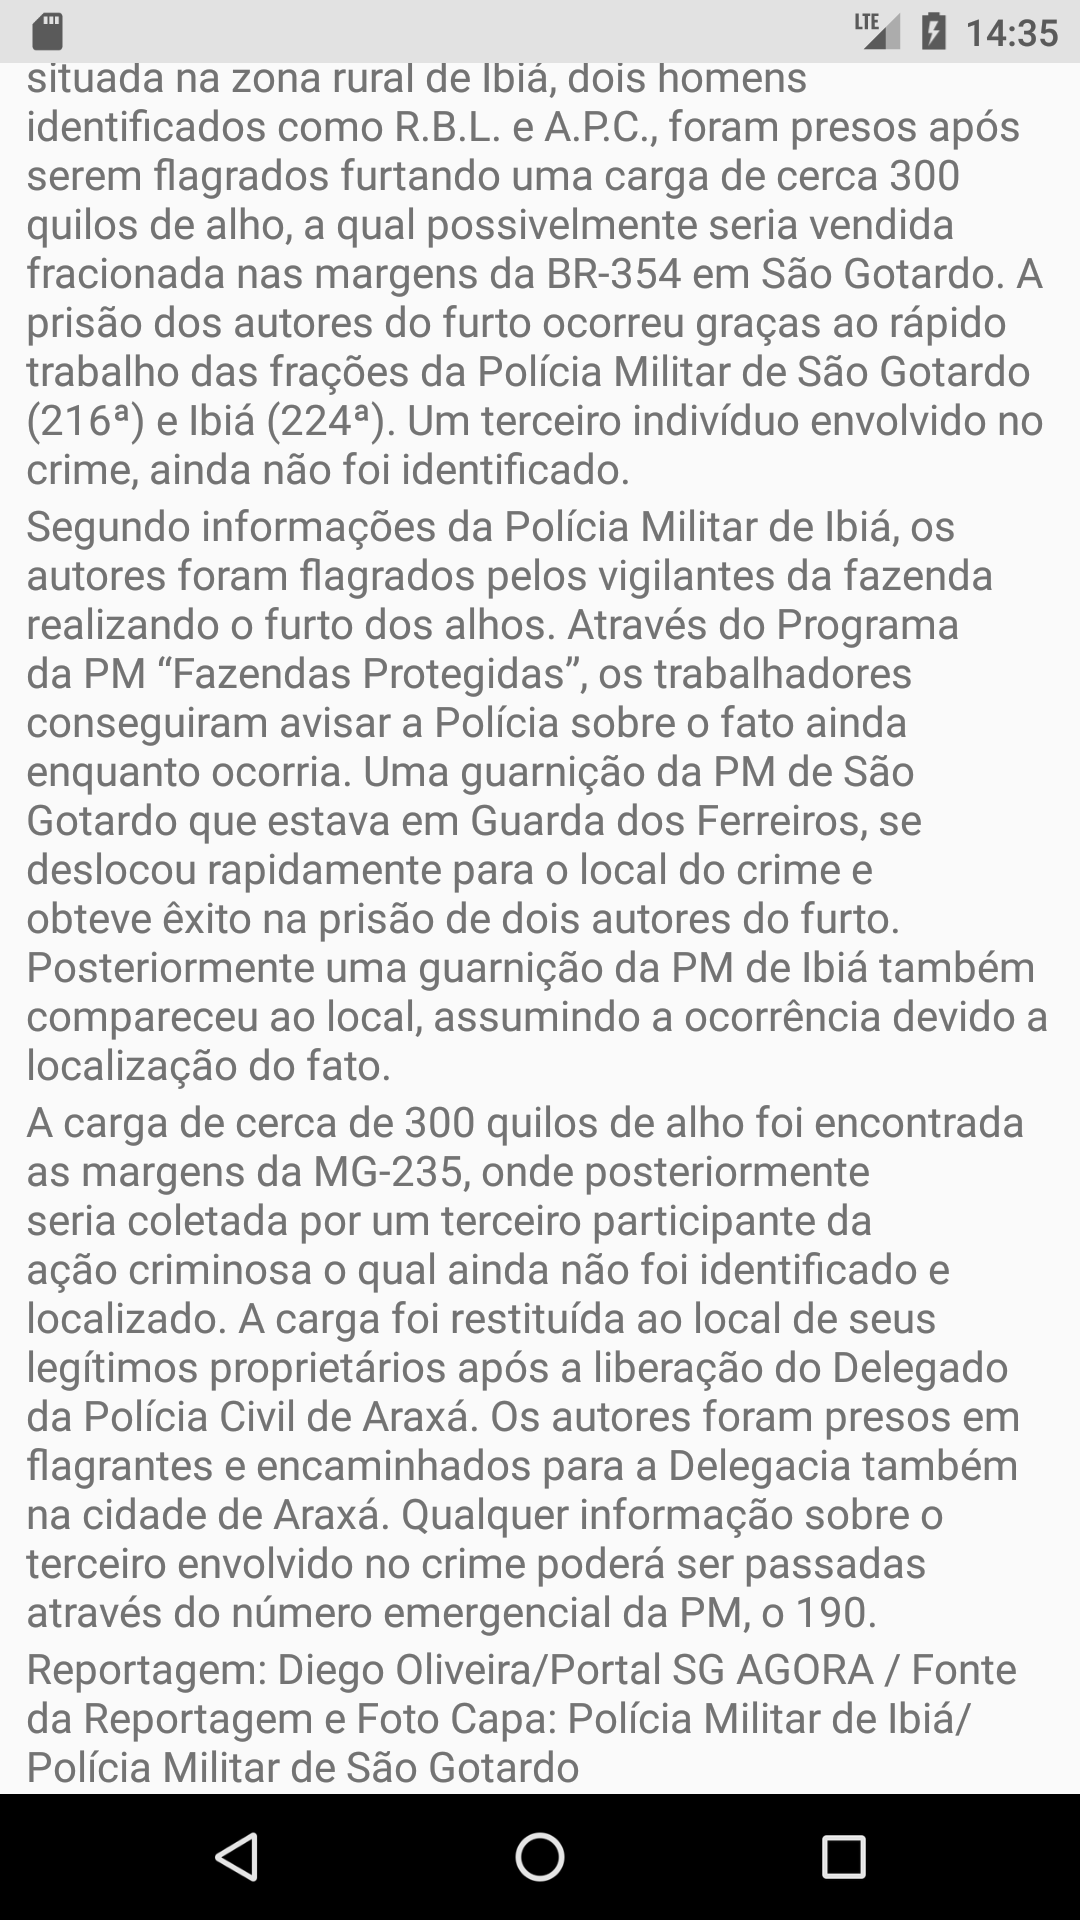 LTE 14:35
situada na zona rural de Ibiá, dois homens
identificados como R.B.L. e A.P.C., foram presos após
serem flagrados furtando uma carga de cerca 300
quilos de alho, a qual possivelmente seria vendida
fracionada nas margens da BR-354 em São Gotardo. A
prisão dos autores do furto ocorreu graças ao rápido
trabalho das frações da Polícia Militar de São Gotardo
(216ª) e Ibiá (224ª). Um terceiro indivíduo envolvido no
crime, ainda não foi identificado.
Segundo informações da Polícia Militar de Ibiá, os
autores foram flagrados pelos vigilantes da fazenda
realizando o furto dos alhos. Através do Programa
da PM “Fazendas Protegidas”, os trabalhadores
conseguiram avisar a Polícia sobre o fato ainda
enquanto ocorria. Uma guarnição da PM de São
Gotardo que estava em Guarda dos Ferreiros, se
deslocou rapidamente para o local do crime e
obteve êxito na prisão de dois autores do furto.
Posteriormente uma guarnição da PM de Ibiá também
compareceu ao local, assumindo a ocorrência devido a
localização do fato.
A carga de cerca de 300 quilos de alho foi encontrada
as margens da MG-235, onde posteriormente
seria coletada por um terceiro participante da
ação criminosa o qual ainda não foi identificado e
localizado. A carga foi restituída ao local de seus
legítimos proprietários após a liberação do Delegado
da Polícia Civil de Araxá. Os autores foram presos em
flagrantes e encaminhados para a Delegacia também
na cidade de Araxá. Qualquer informação sobre o
terceiro envolvido no crime poderá ser passadas
através do número emergencial da PM, o 190.
Reportagem: Diego Oliveira/Portal SG AGORA / Fonte
da Reportagem e Foto Capa: Polícia Militar de Ibiá/
Polícia Militar de São Gotardo